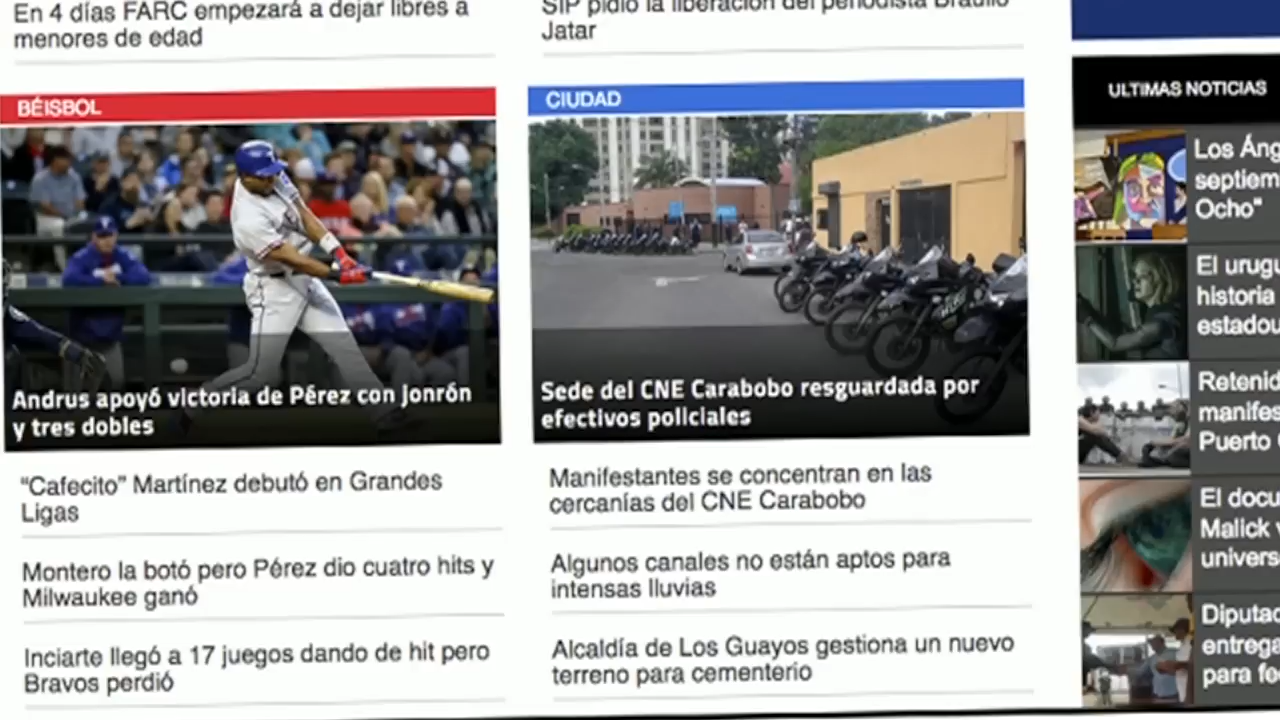 En 4 días FARC empezará a dejar libres a
menores de edad
SIP pidió la liberación del periodista Braulio
Jatar
BÉISBOL
Andrus apoyó victoria de Pérez con jonrón
y tres dobles
“Cafecito” Martínez debutó en Grandes
Ligas
Montero la botó pero Pérez dio cuatro hits y
Milwaukee ganó
Inciarte llegó a 17 juegos dando de hit pero
Bravos perdió
CIUDAD
Sede del CNE Carabobo resguardada por
efectivos policiales
Manifestantes se concentran en las
cercanías del CNE Carabobo
Algunos canales no están aptos para
intensas lluvias
Alcaldía de Los Guayos gestiona un nuevo
terreno para cementerio
ULTIMAS NOTICIAS
Los Áng
septiem
Ocho"
El urugu
historia
estadou
Retenid
manifes
Puerto
El docu
Malick
univers
Diputad
entrega
para fe